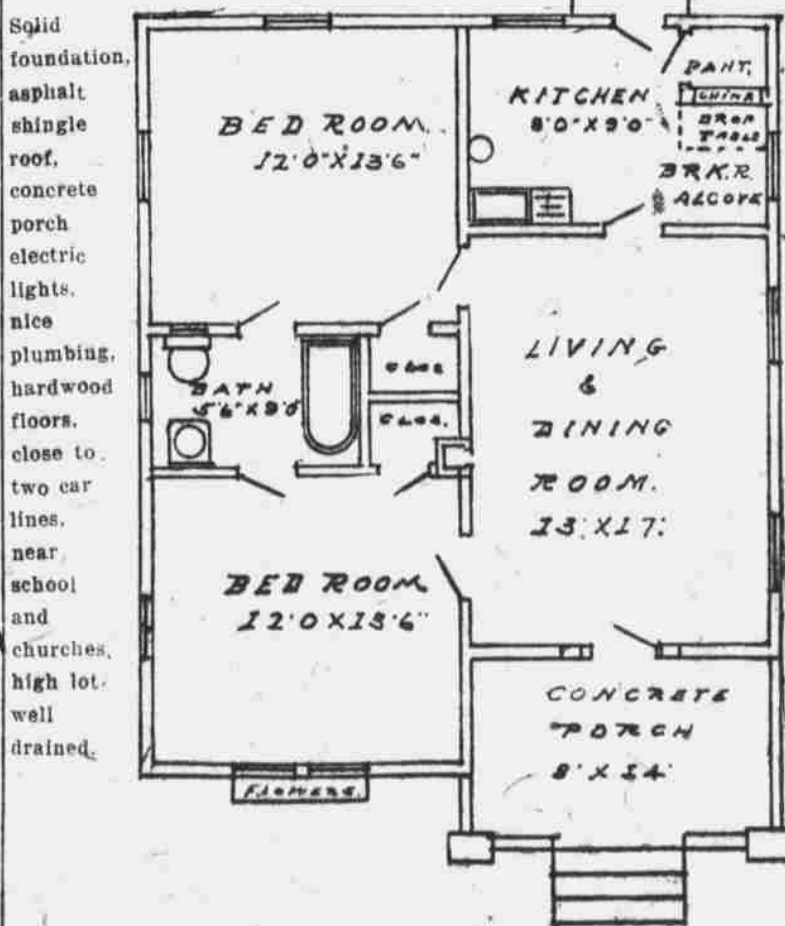 Solid
foundation,
asphalt
shingle
roof,
concrete
porch
electric
lights,
nice
plumbing,
hardwood
floors,
close to
two car
lines,
near
school
and
churches,
high lot
well
drained.
BED ROOM
12'0"X13'6"
KITCHEN
8'0"X9'0"
PANT.
CHINA
DROP
TABLE
BRK.R.
ALCOVE
LIVING
&
DINING
ROOM.
13'X17'
BATH
5'6"X9'0
CLOS
CLOS.
BED ROOM
12'0X13'6"
CONCRETE
PORCH
8'X14'
FLOWERS.